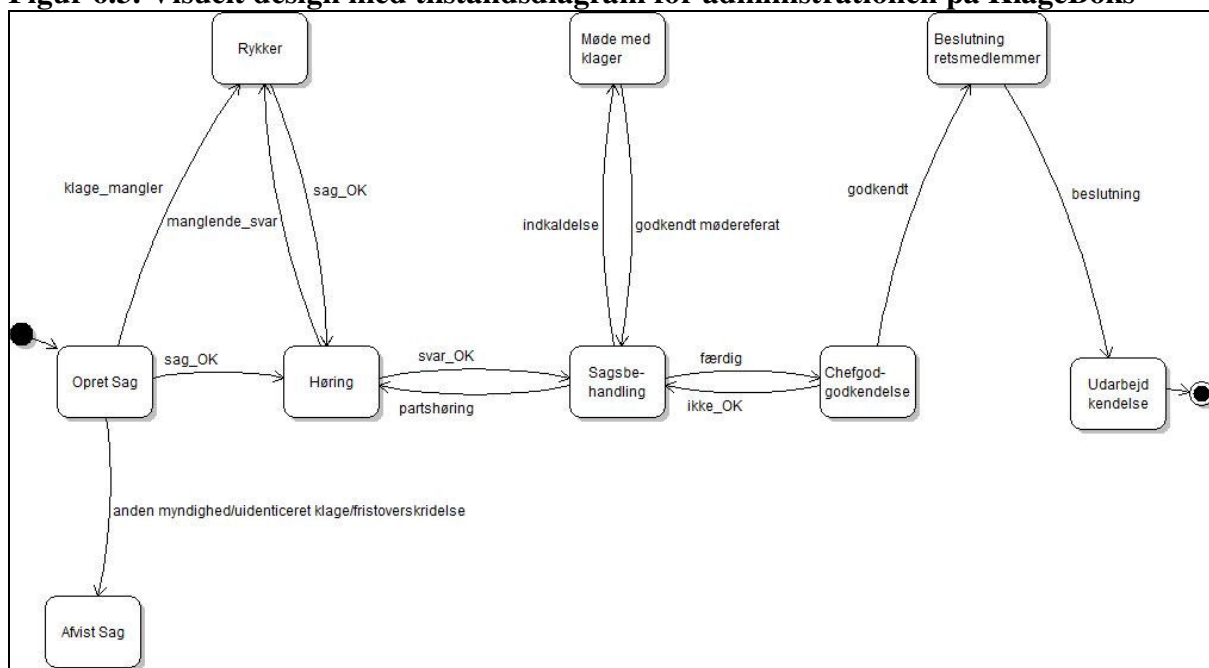 Figur 6.5: Visuelt design med tilstandsdiagram for administrationen på KlageBoks
Rykker
Møde med
klager
Beslutning
retsmedlemmer
klage_mangler
sag_OK
manglende_svar
indkaldelse
godkendt mødereferat
godkendt
beslutning
Opret Sag
sag_OK
Høring
svar_OK
partshøring
Sagsbe-
handling
færdig
ikke_OK
Chefgod-
godkendelse
Udarbejd
kendelse
anden myndighed/uidenticeret klage/fristoverskridelse
Afvist Sag